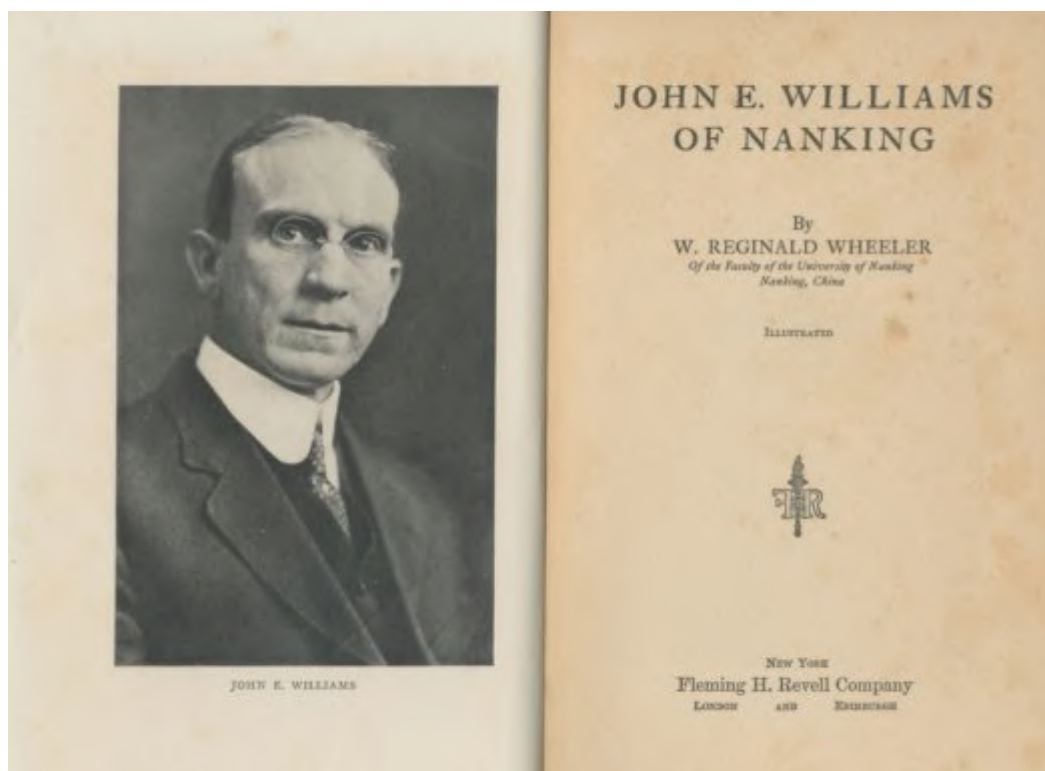 JOHN E. WILLIAMS
JOHN E. WILLIAMS
OF NANKING
By
W. REGINALD WHEELER
Of the Faculty of the University of Nanking
Nanking, China
ILLUSTRATED
FHR
NEW YORK
Fleming H. Revell Company
LONDON AND EDINBURGH